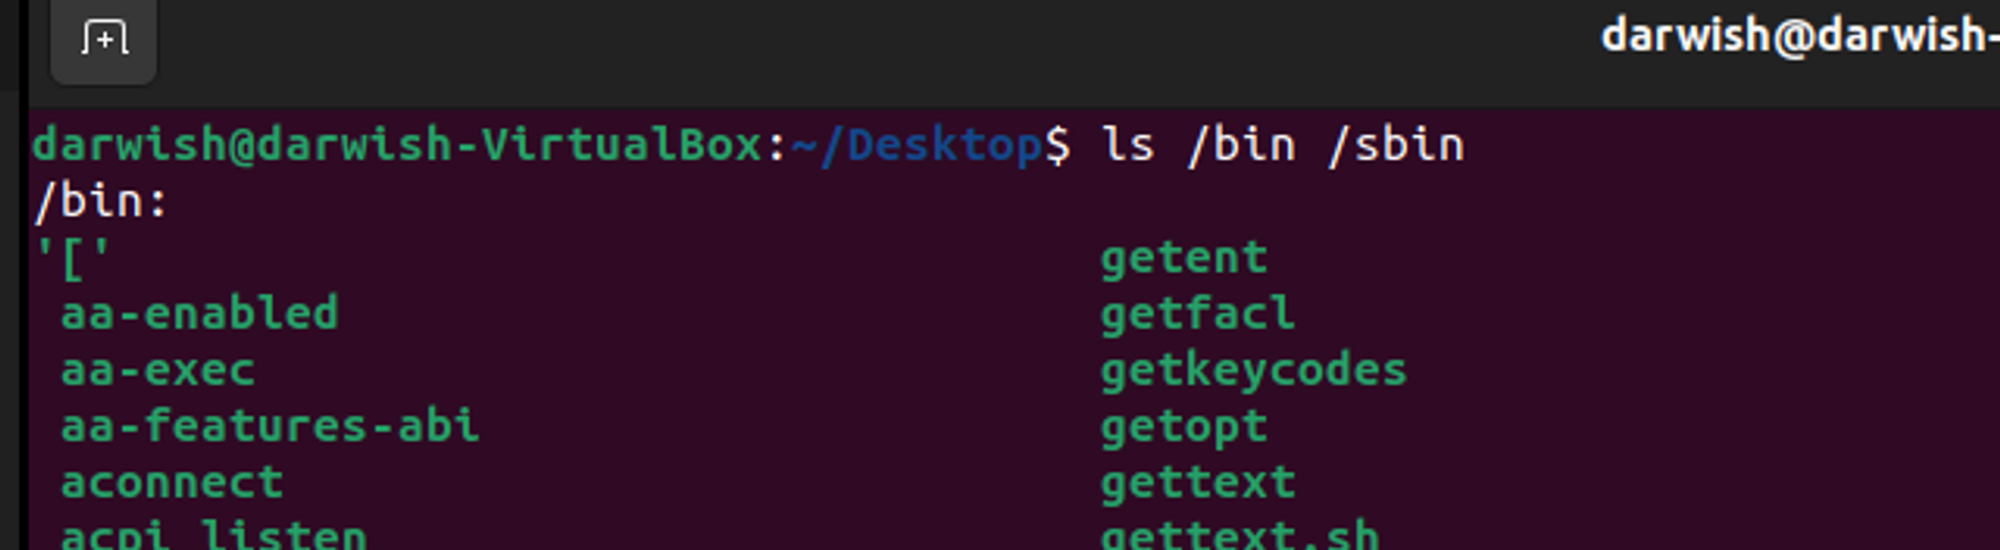 darwish@darwish-
darwish@darwish-VirtualBox:~/Desktop$ ls /bin /sbin
/bin:
'[' getent
aa-enabled getfacl
aa-exec getkeycodes
aa-features-abi getopt
aconnect gettext
acpi_listen gettext.sh